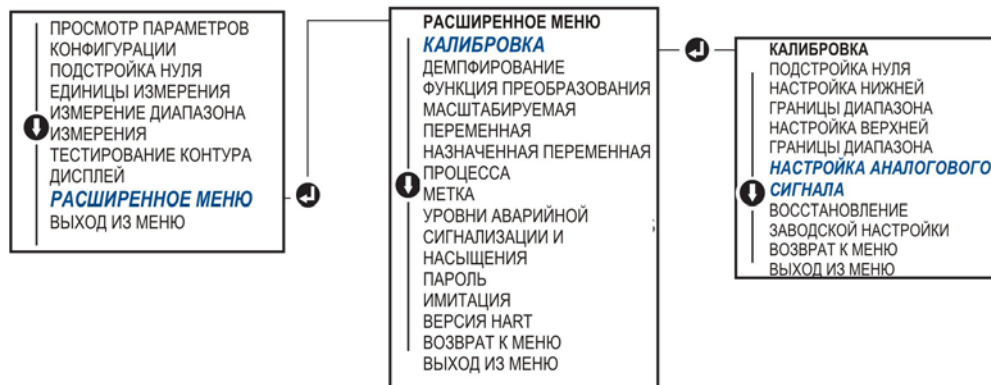 ПРОСМОТР ПАРАМЕТРОВ
КОНФИГУРАЦИИ
ПОДСТРОЙКА НУЛЯ
ЕДИНИЦЫ ИЗМЕРЕНИЯ
ИЗМЕРЕНИЕ ДИАПАЗОНА
ИЗМЕРЕНИЯ
ТЕСТИРОВАНИЕ КОНТУРА
ДИСПЛЕЙ
РАСШИРЕННОЕ МЕНЮ
ВЫХОД ИЗ МЕНЮ
РАСШИРЕННОЕ МЕНЮ
КАЛИБРОВКА
ДЕМПФИРОВАНИЕ
ФУНКЦИЯ ПРЕОБРАЗОВАНИЯ
МАСШТАБИРУЕМАЯ
ПЕРЕМЕННАЯ
НАЗНАЧЕННАЯ ПЕРЕМЕННАЯ
ПРОЦЕССА
МЕТКА
УРОВНИ АВАРИЙНОЙ
СИГНАЛИЗАЦИИ И
НАСЫЩЕНИЯ
ПАРОЛЬ
ИМИТАЦИЯ
ВЕРСИЯ HART
ВОЗВРАТ К МЕНЮ
ВЫХОД ИЗ МЕНЮ
КАЛИБРОВКА
ПОДСТРОЙКА НУЛЯ
НАСТРОЙКА НИЖНЕЙ
ГРАНИЦЫ ДИАПАЗОНА
НАСТРОЙКА ВЕРХНЕЙ
ГРАНИЦЫ ДИАПАЗОНА
НАСТРОЙКА АНАЛОГОВОГО
СИГНАЛА
ВОССТАНОВЛЕНИЕ
ЗАВОДСКОЙ НАСТРОЙКИ
ВОЗВРАТ К МЕНЮ
ВЫХОД ИЗ МЕНЮ